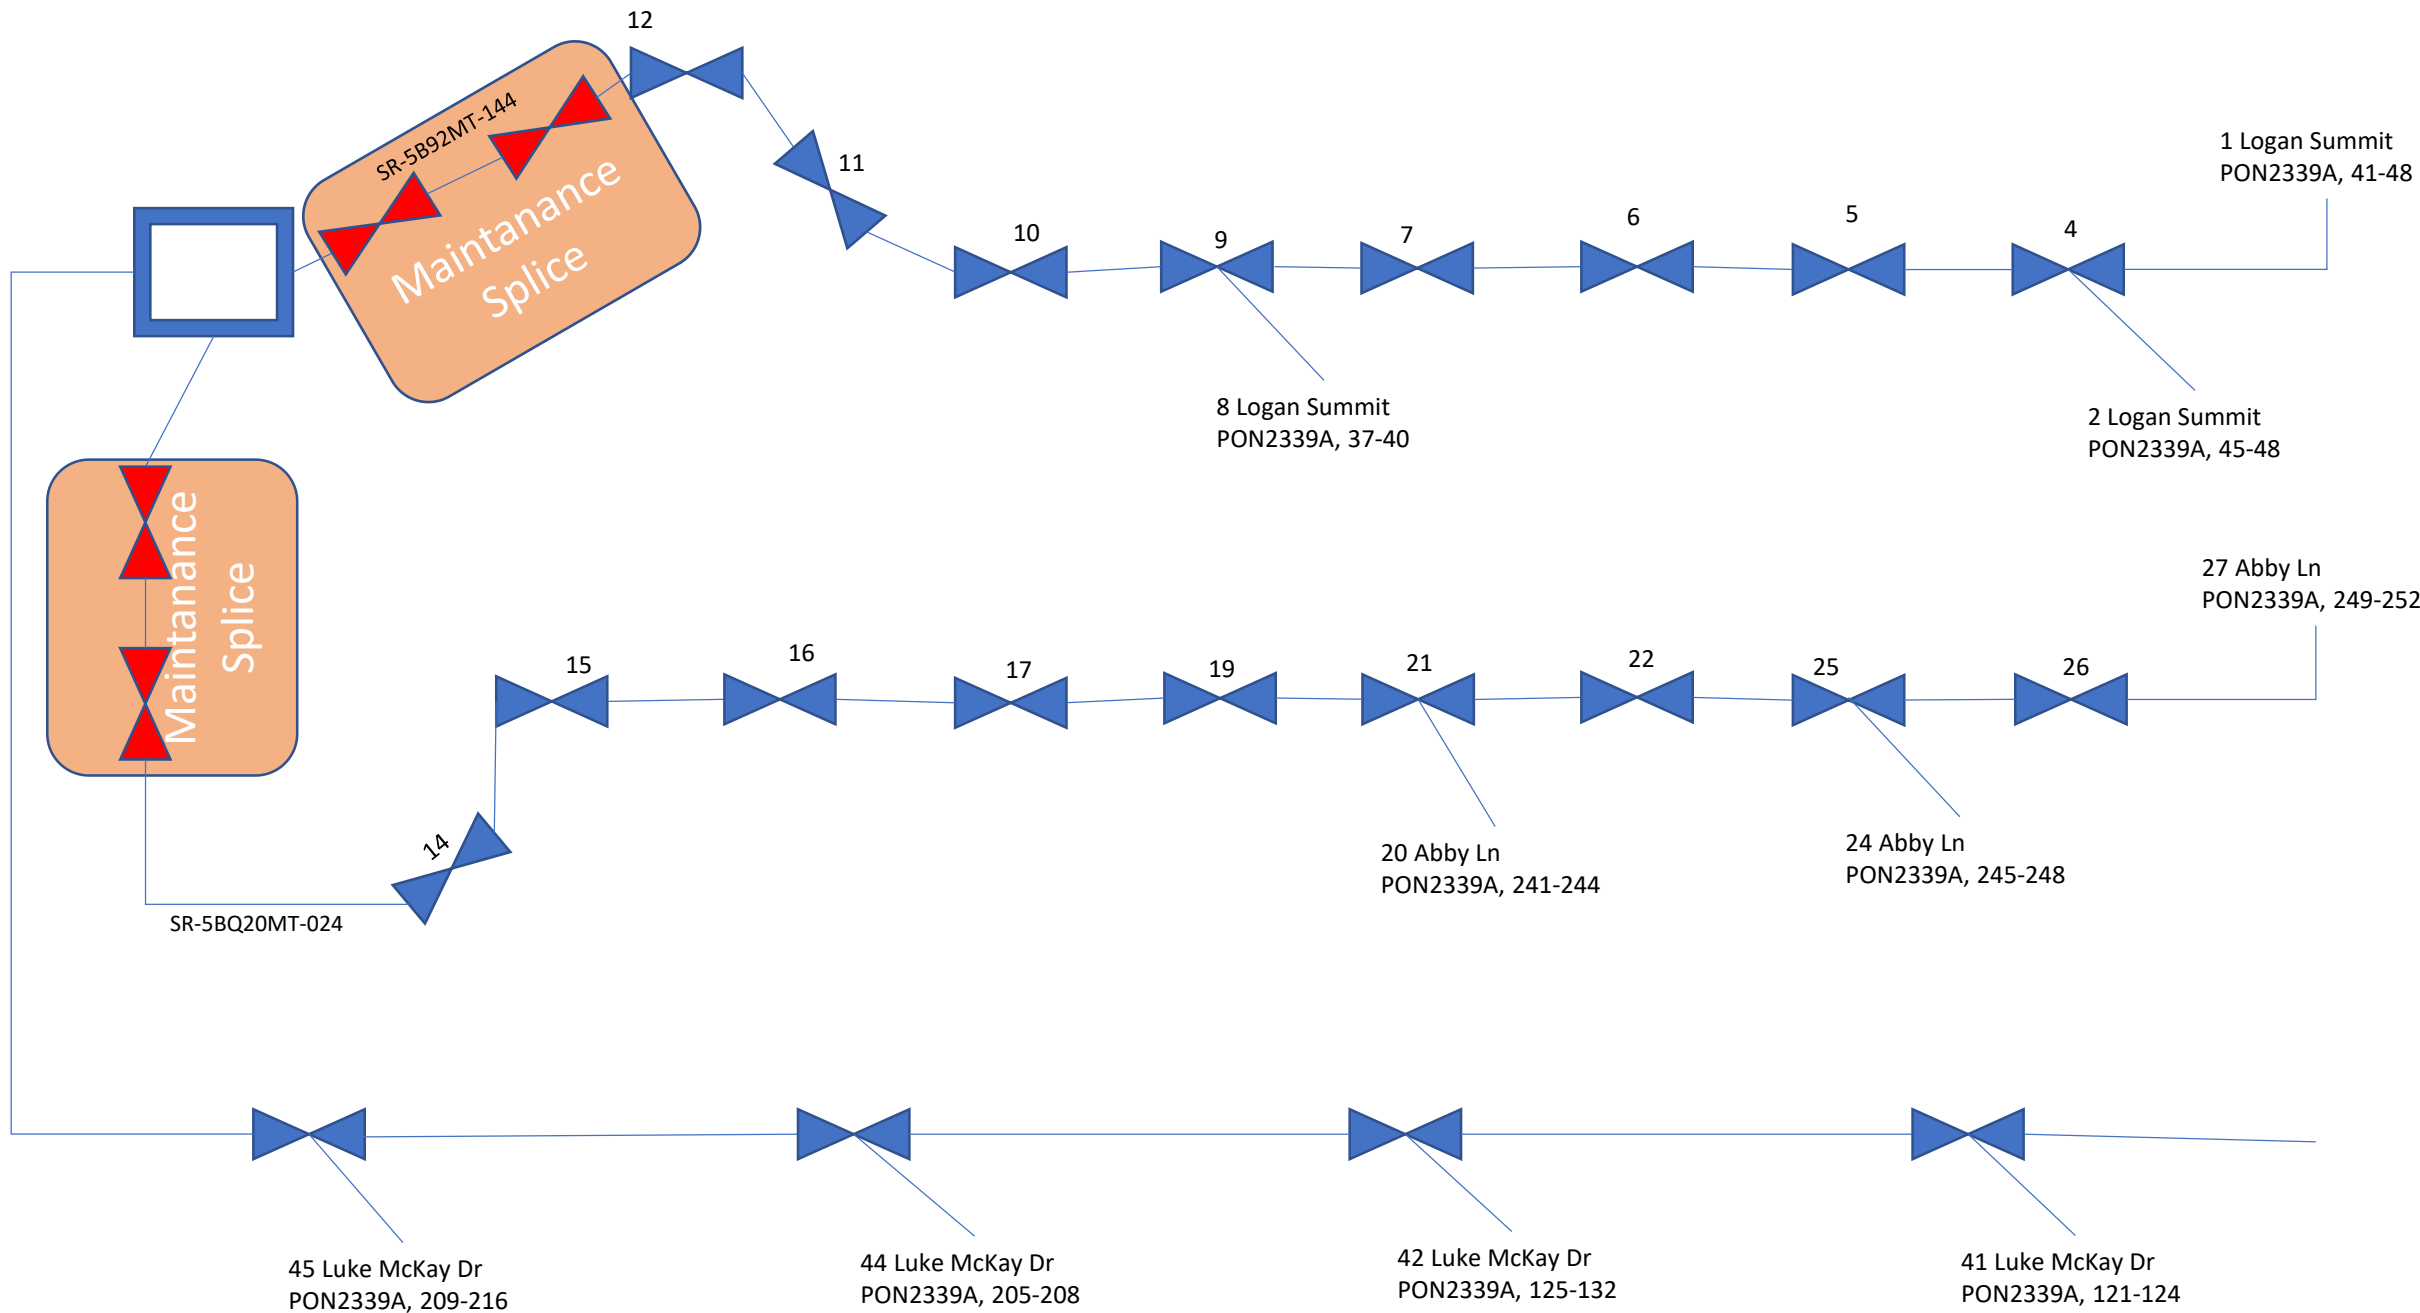 12
SR-5B92MT-144
Maintanance
Splice
11
10
9
7
6
5
4
1 Logan Summit
PON2339A, 41-48
8 Logan Summit
PON2339A, 37-40
2 Logan Summit
PON2339A, 45-48
Maintanance
Splice
SR-5BQ20MT-024
14
15
16
17
19
21
22
25
26
27 Abby Ln
PON2339A, 249-252
20 Abby Ln
PON2339A, 241-244
24 Abby Ln
PON2339A, 245-248
45 Luke McKay Dr
PON2339A, 209-216
44 Luke McKay Dr
PON2339A, 205-208
42 Luke McKay Dr
PON2339A, 125-132
41 Luke McKay Dr
PON2339A, 121-124